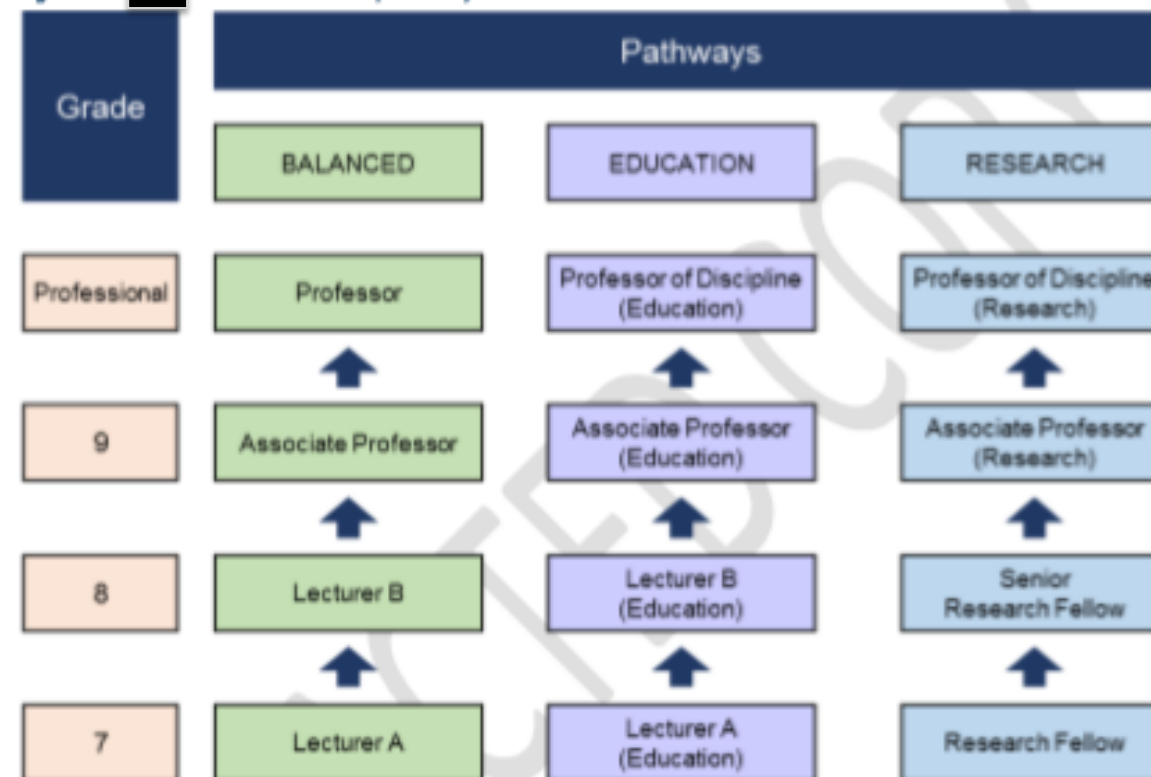 Grade
Pathways
BALANCED
EDUCATION
RESEARCH
Professional
Professor
Professor of Discipline
(Education)
Professor of Discipline
(Research)
9
Associate Professor
Associate Professor
(Education)
Associate Professor
(Research)
8
Lecturer B
Lecturer B
(Education)
Senior
Research Fellow
7
Lecturer A
Lecturer A
(Education)
Research Fellow